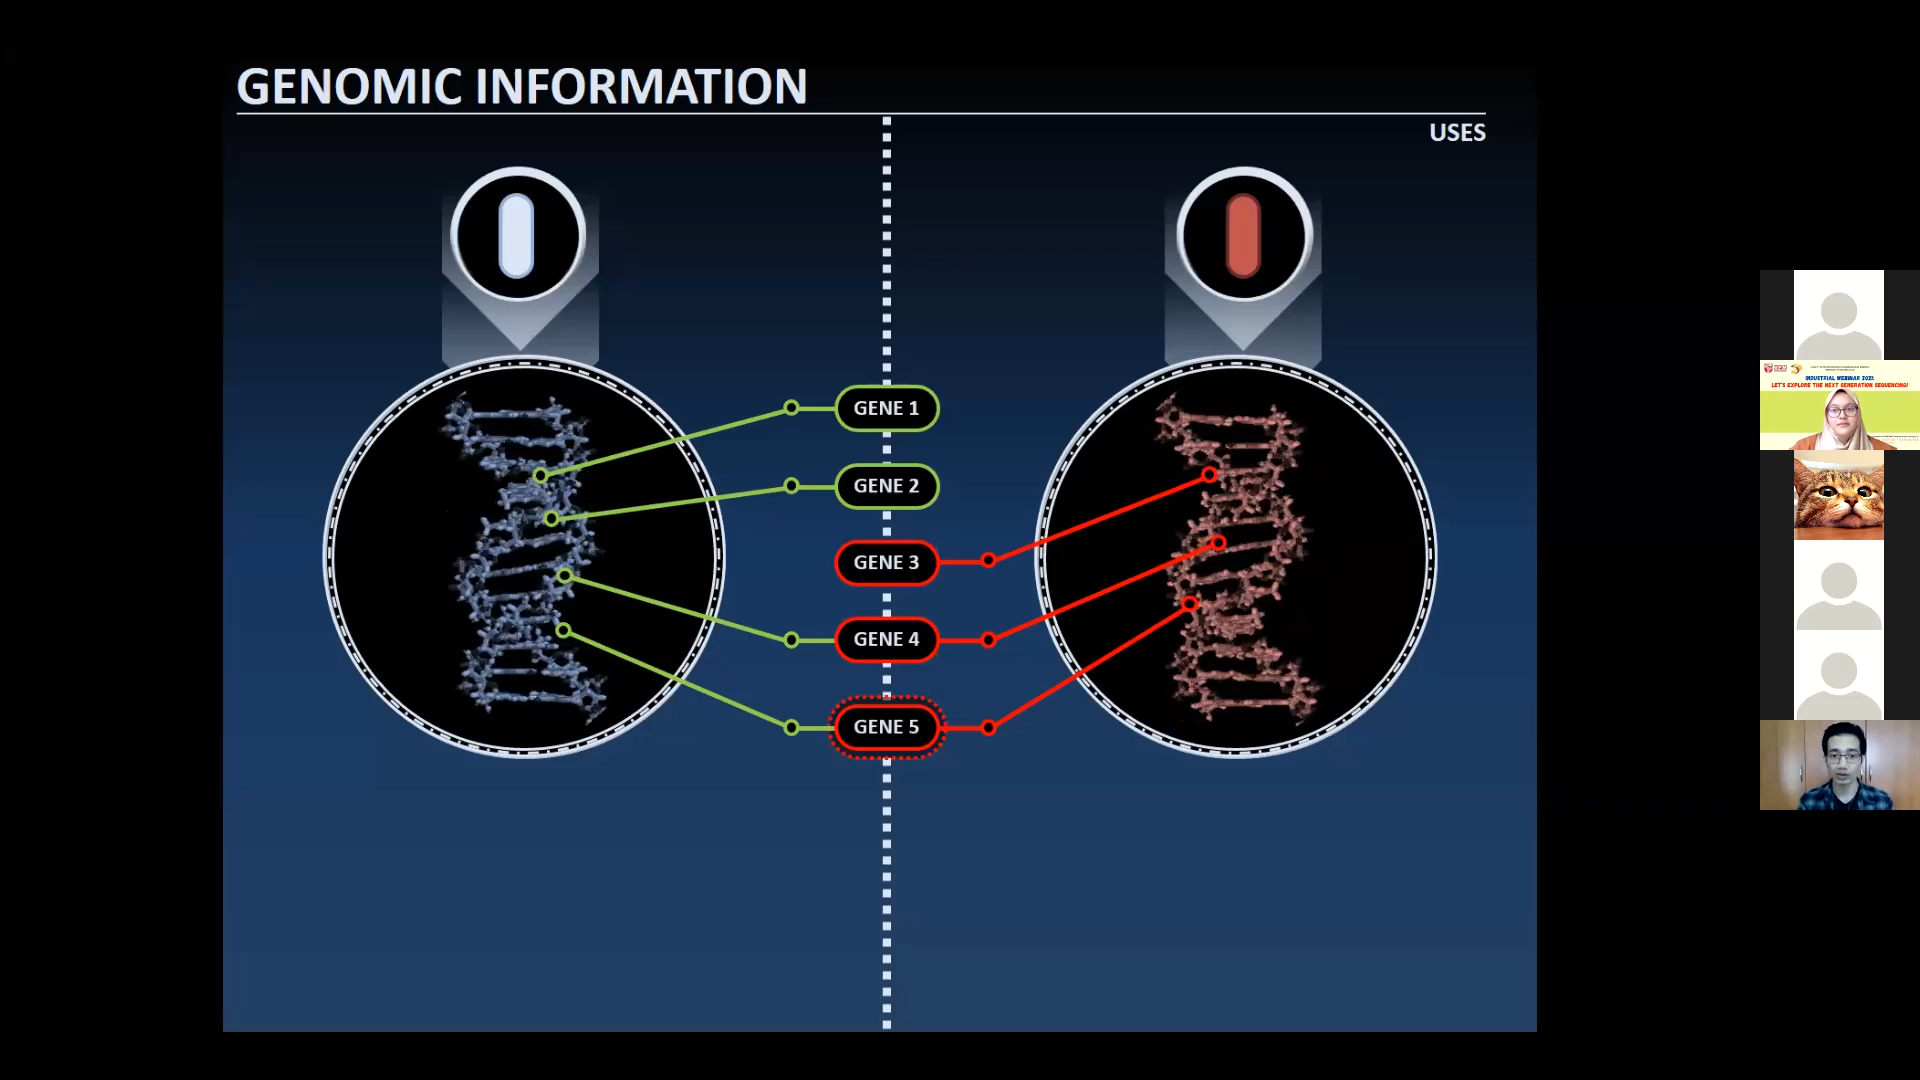 GENOMIC INFORMATION
USES
GENE 1
GENE 2
GENE 3
GENE 4
GENE 5
INDUSTRIAL WEBINAR 2021:
LET'S EXPLORE THE NEXT GENERATION SEQUENCING!